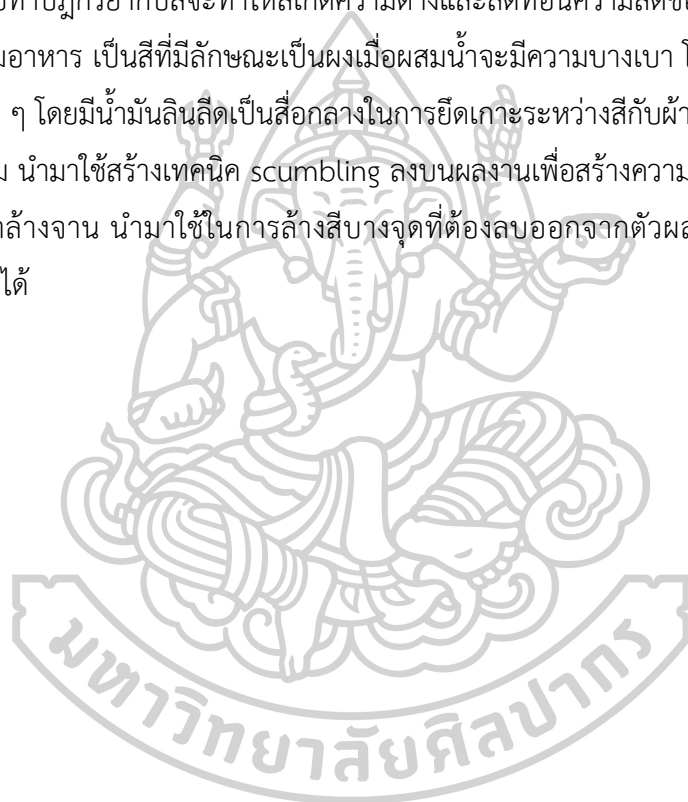 อาหาร เป็นสีที่มีลักษณะเป็นผงเมื่อผสมน้ำจะมีความบางเบา
ๆ โดยมีน้ำมันลินสีดเป็นสื่อกลางในการยึดเกาะระหว่างสีกับผ้า
นำมาใช้สร้างเทคนิค scumbling ลงบนผลงานเพื่อสร้างความ
ล้างจาน นำมาใช้ในการล้างสีบางจุดที่ต้องลบออกจากตัว
ได้
มหาวิทยาลัยศิลปากร